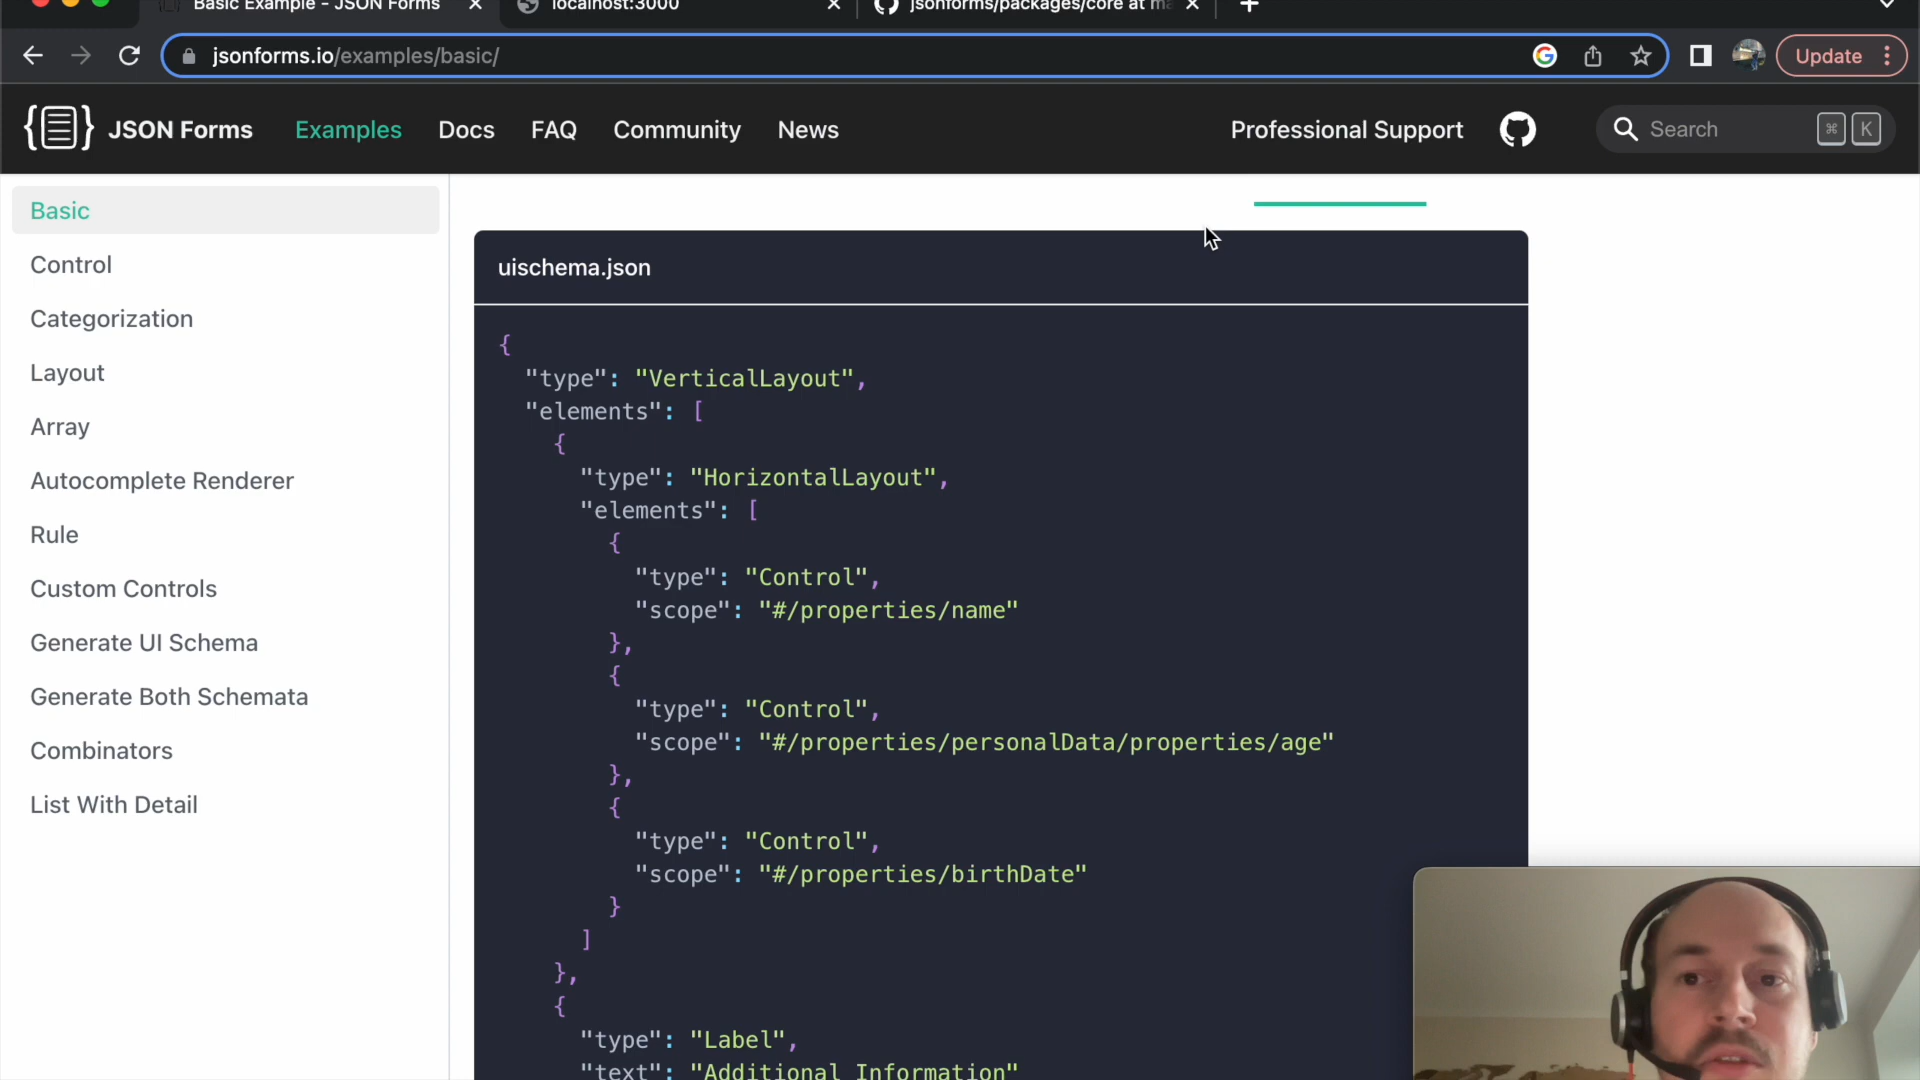 Basic Example - JSON Forms
localhost:3000
jsonforms/packages/core at ma
jsonforms.io/examples/basic/
Update
JSON Forms
Examples
Docs
FAQ
Community
News
Professional Support
Search
⌘ K
Basic
Control
Categorization
Layout
Array
Autocomplete Renderer
Rule
Custom Controls
Generate UI Schema
Generate Both Schemata
Combinators
List With Detail
uischema.json
{
"type": "VerticalLayout",
"elements": [
{
"type": "HorizontalLayout",
"elements": [
{
"type": "Control",
"scope": "#/properties/name"
},
{
"type": "Control",
"scope": "#/properties/personalData/properties/age"
},
{
"type": "Control",
"scope": "#/properties/birthDate"
}
]
},
{
"type": "Label",
"text": "Additional Information"